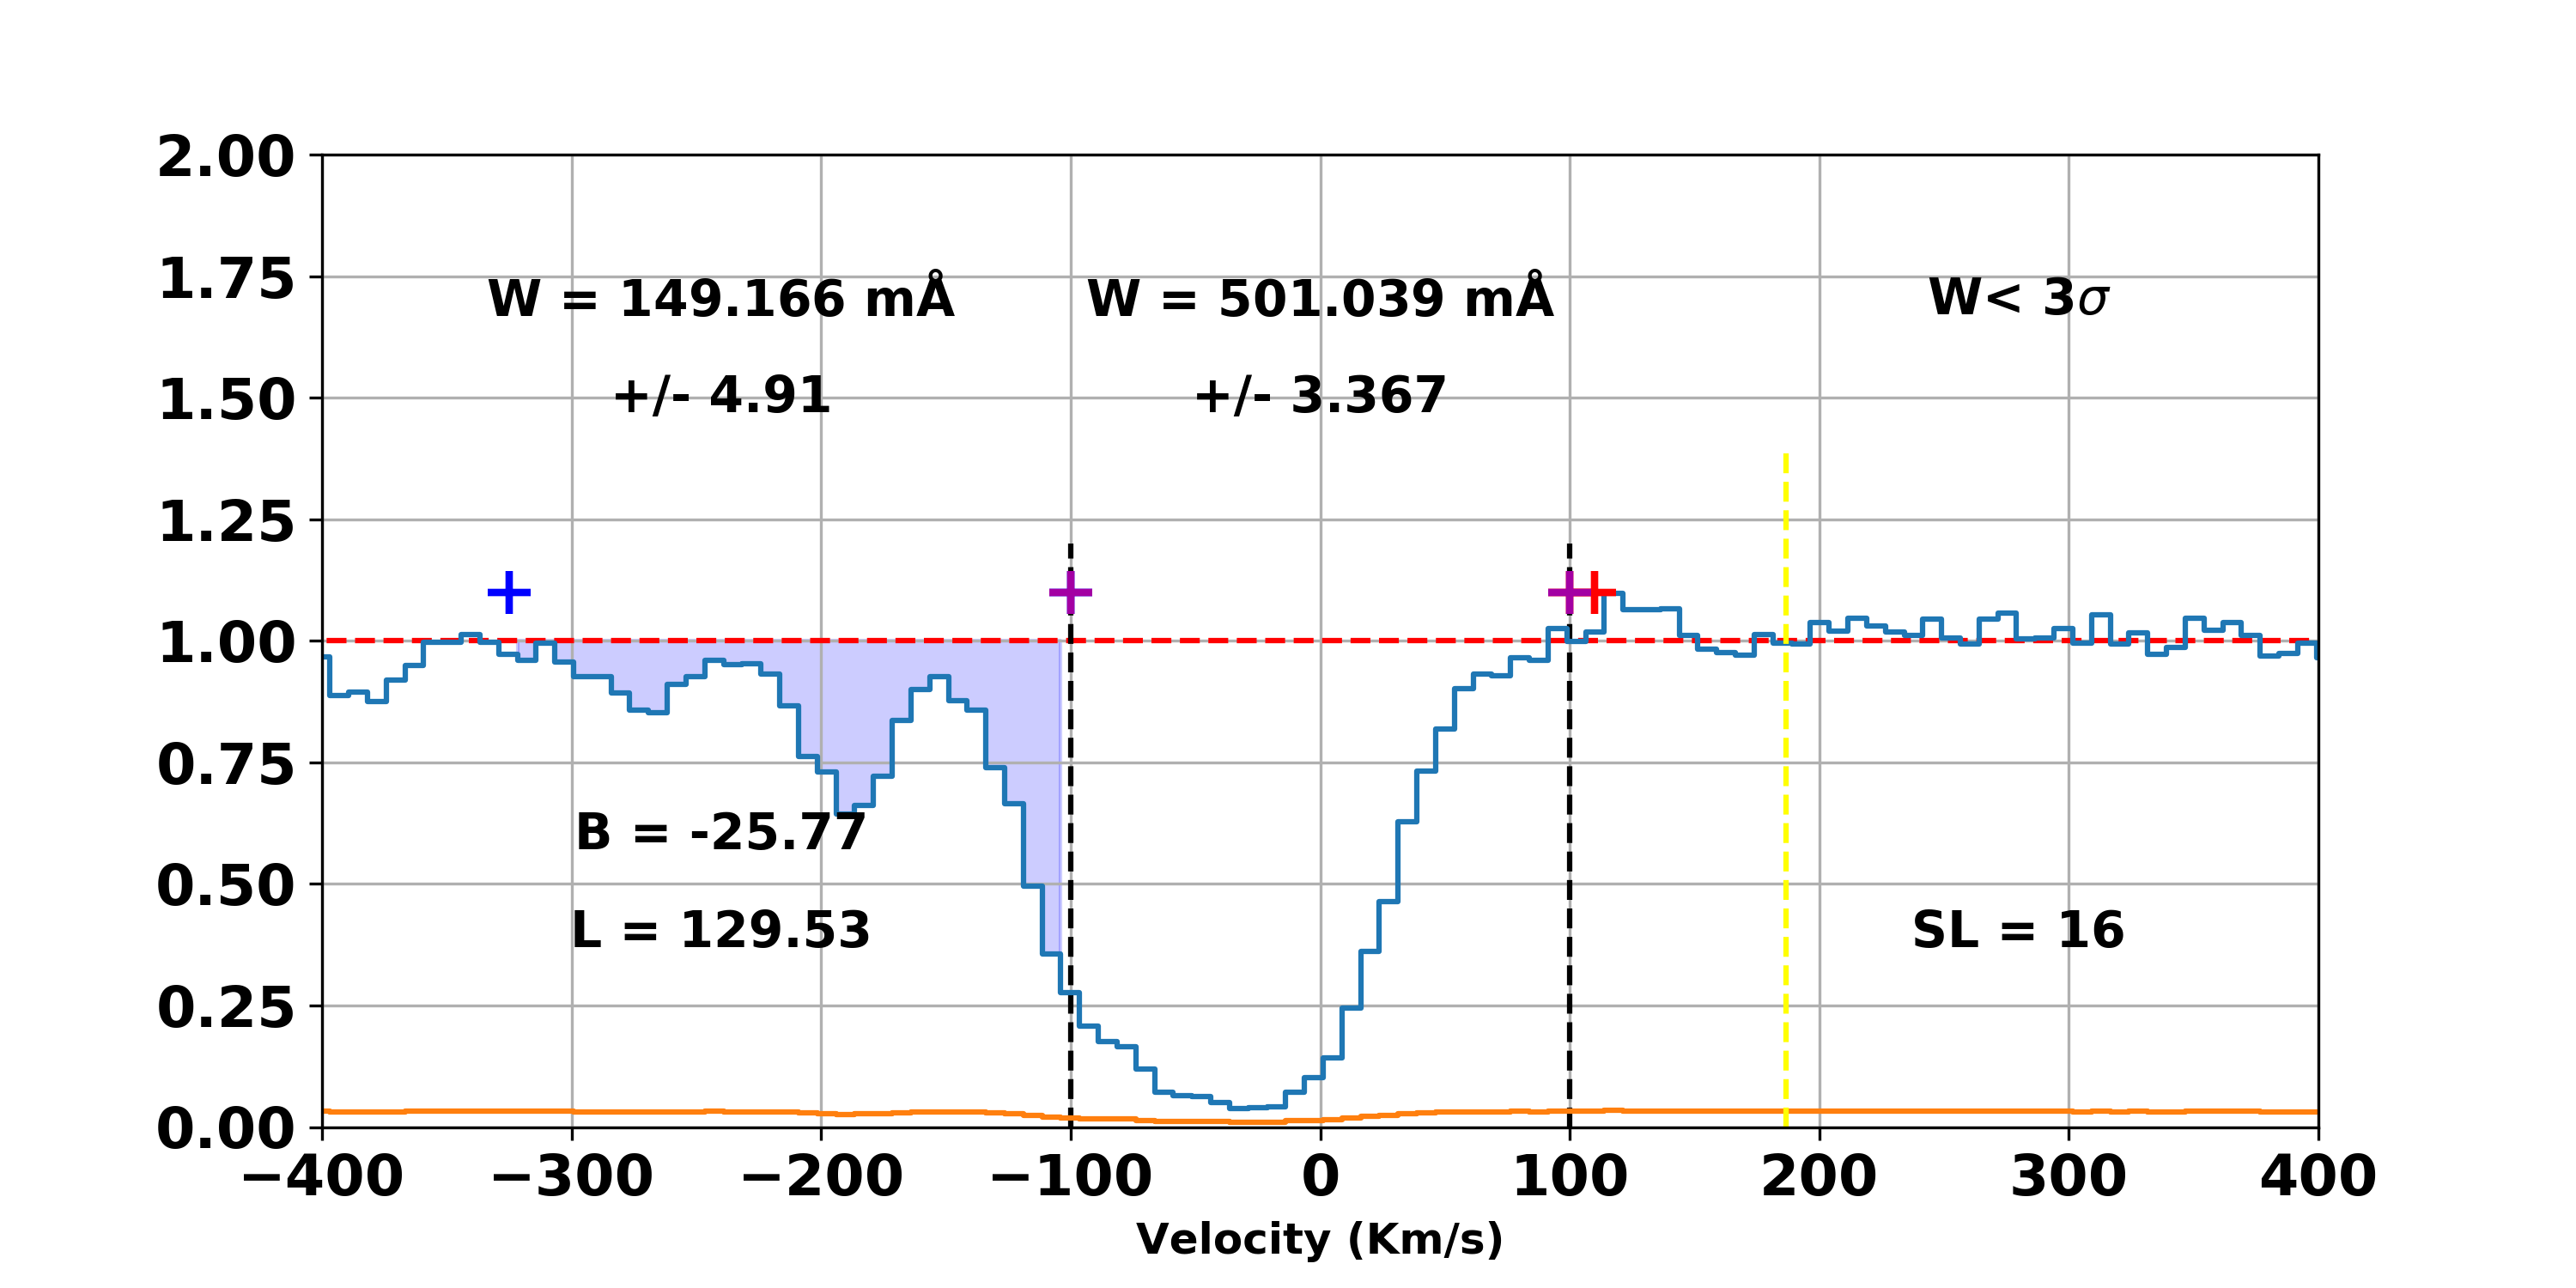 2.00
1.75
1.50
1.25
1.00
0.75
0.50
0.25
0.00
W = 149.166 mÅ
+/- 4.91
W = 501.039 mÅ
+/- 3.367
W< 3σ
B = -25.77
L = 129.53
SL = 16
−400 −300 −200 −100 0 100 200 300 400
Velocity (Km/s)